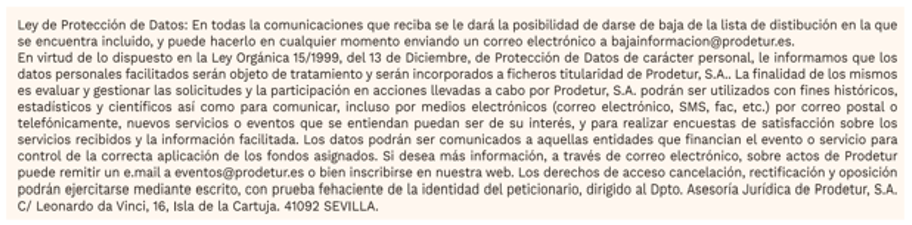 Ley de Protección de Datos: En todas la comunicaciones que reciba se le dará la posibilidad de darse de baja de la lista de distibución en la que
se encuentra incluido, y puede hacerlo en cualquier momento enviando un correo electrónico a bajainformacion@prodetur.es.
En virtud de lo dispuesto en la Ley Orgánica 15/1999, del 13 de Diciembre, de Protección de Datos de carácter personal, le informamos que los
datos personales facilitados serán objeto de tratamiento y serán incorporados a ficheros titularidad de Prodetur, S.A.. La finalidad de los mismos
es evaluar y gestionar las solicitudes y la participación en acciones llevadas a cabo por Prodetur, S.A. podrán ser utilizados con fines históricos,
estadísticos y científicos así como para comunicar, incluso por medios electrónicos (correo electrónico, SMS, fac, etc.) por correo postal o
telefónicamente, nuevos servicios o eventos que se entiendan puedan ser de su interés, y para realizar encuestas de satisfacción sobre los
servicios recibidos y la información facilitada. Los datos podrán ser comunicados a aquellas entidades que financian el evento o servicio para
control de la correcta aplicación de los fondos asignados. Si desea más información, a través de correo electrónico, sobre actos de Prodetur
puede remitir un e.mail a eventos@prodetur.es o bien inscribirse en nuestra web. Los derechos de acceso cancelación, rectificación y oposición
podrán ejercitarse mediante escrito, con prueba fehaciente de la identidad del peticionario, dirigido al Dpto. Asesoría Jurídica de Prodetur, S.A.
C/ Leonardo da Vinci, 16, Isla de la Cartuja. 41092 SEVILLA.